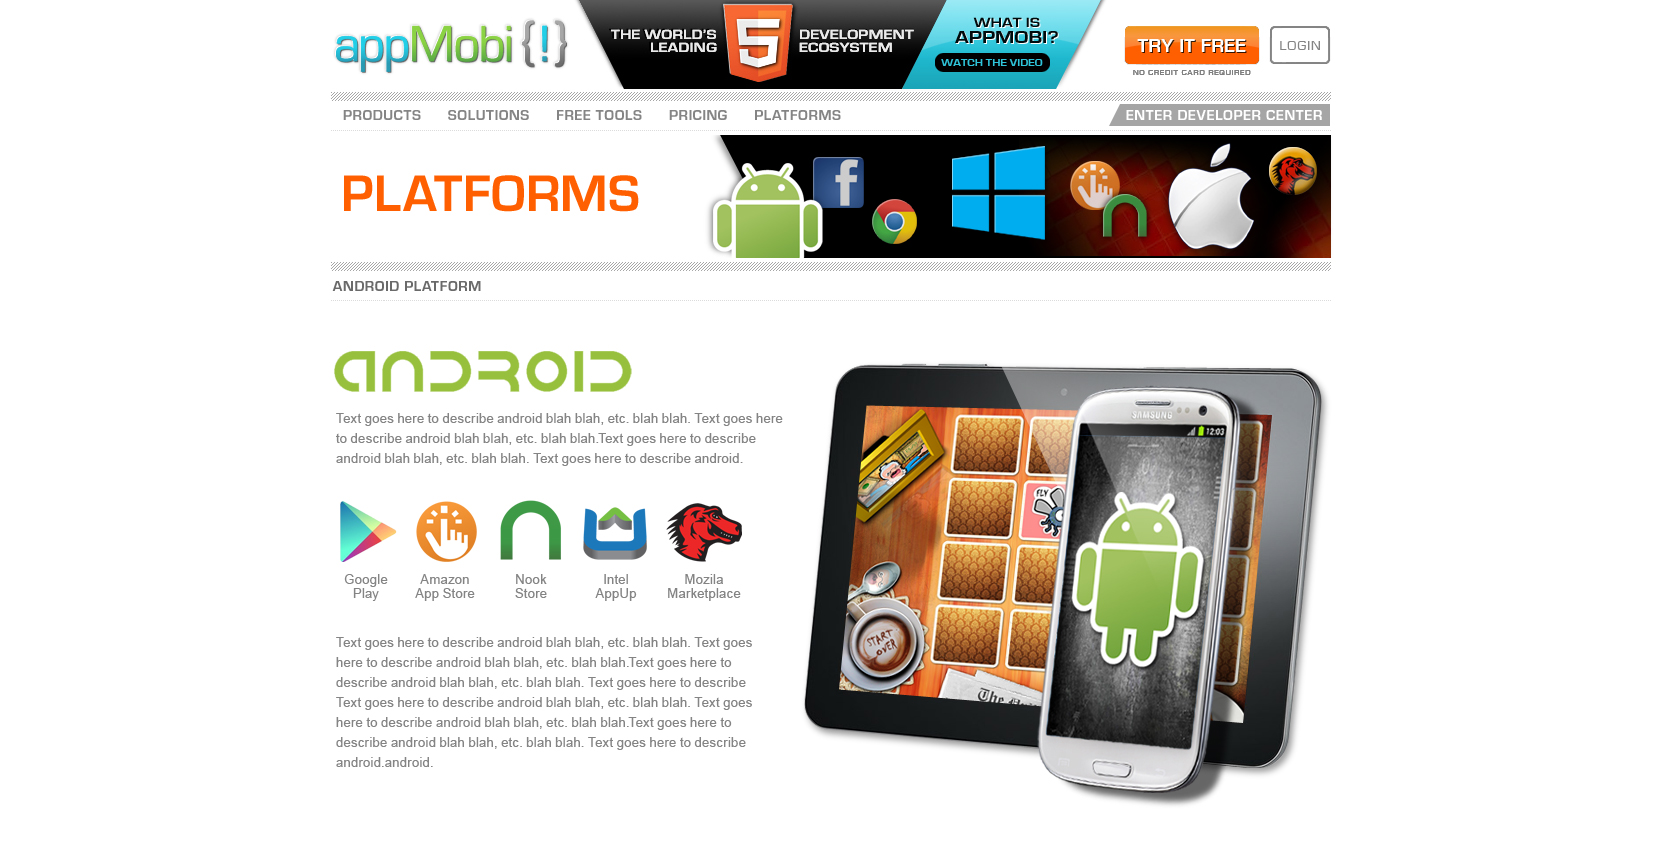 appMobi {!}
THE WORLD'S
LEADING
5
DEVELOPMENT
ECOSYSTEM
WHAT IS
APPMOBI?
WATCH THE VIDEO
TRY IT FREE
NO CREDIT CARD REQUIRED
LOGIN
PRODUCTS SOLUTIONS FREE TOOLS PRICING PLATFORMS
ENTER DEVELOPER CENTER
PLATFORMS
f
n
ANDROID PLATFORM
ANDROID
Text goes here to describe android blah blah, etc. blah blah. Text goes here
to describe android blah blah, etc. blah blah.Text goes here to describe
android blah blah, etc. blah blah. Text goes here to describe android.
n
Google
Play
Amazon
App Store
Nook
Store
Intel
AppUp
Mozila
Marketplace
Text goes here to describe android blah blah, etc. blah blah. Text goes
here to describe android blah blah, etc. blah blah.Text goes here to
describe android blah blah, etc. blah blah. Text goes here to describe
Text goes here to describe android blah blah, etc. blah blah. Text goes
here to describe android blah blah, etc. blah blah.Text goes here to
describe android blah blah, etc. blah blah. Text goes here to describe
android.android.
SAMSUNG
12:03
FLY
START
OVER
The